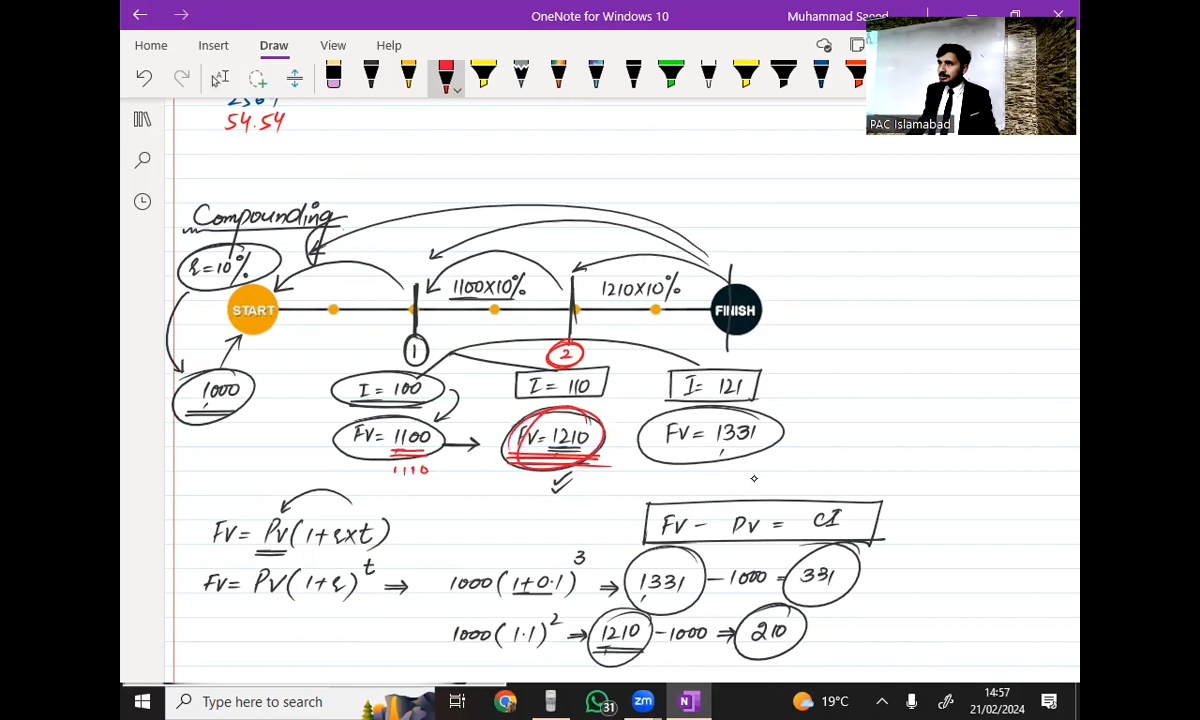 OneNote for Windows 10
Muhammad Saeed
Home Insert Draw View Help
PAC Islamabad
54.54
Compounding
r = 10%
1100x10%
1210x10%
START
FINISH
1
2
1000
I = 100
I = 110
I = 121
FV = 1100
FV = 1210
FV = 1331
1110
FV = PV(1+rxt)
FV - PV = CI
FV = PV(1+r)^t ⇒ 1000(1+0.1)^3 ⇒ 1331 - 1000 = 331
1000(1.1)^2 ⇒ 1210 - 1000 ⇒ 210
Type here to search
31
zm
N
19°C
14:57
21/02/2024